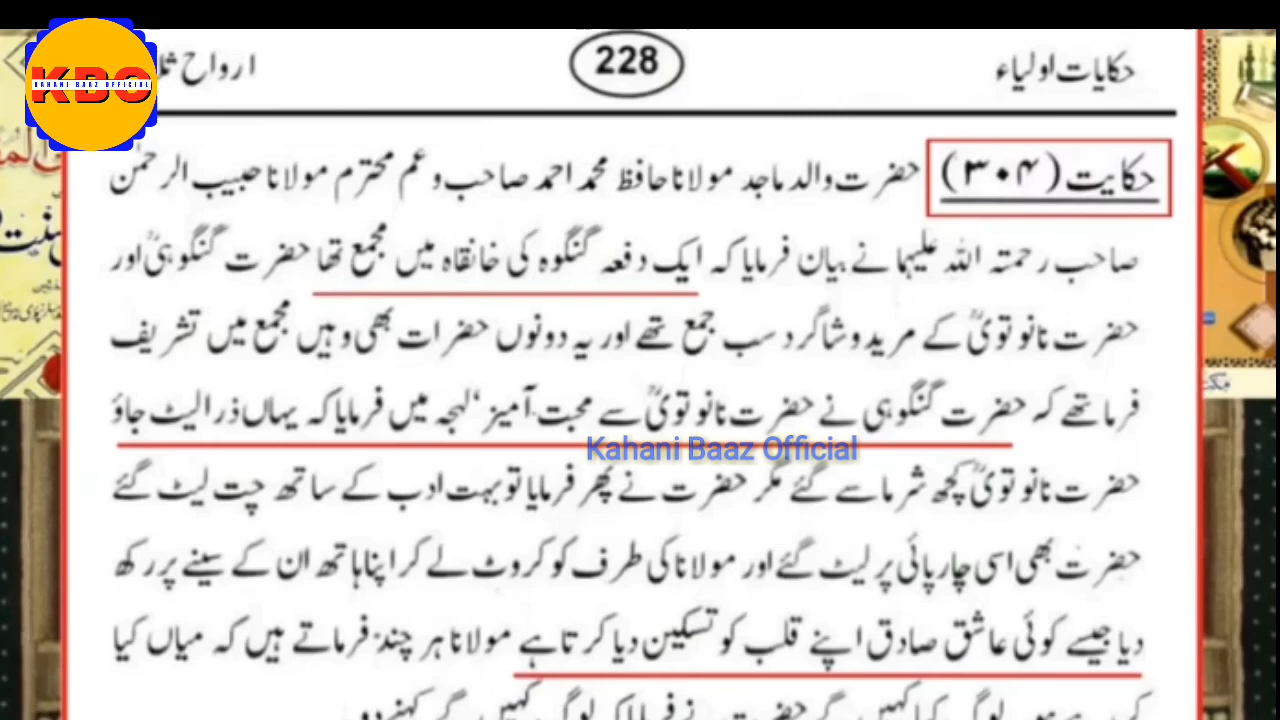 حکایات اولیاء
228
ارواح
KBO
KAHANI BAAZ OFFICIAL
حکایت (۳۰۴) حضرت والد ماجد مولانا حافظ محمد احمد صاحب و عم محترم مولانا حبیب الرحمٰن
صاحب رحمتہ اللہ علیہما نے بیان فرمایا کہ ایک دفعہ گنگوہ کی خانقاہ میں مجمع تھا حضرت گنگوہیؒ اور
حضرت نانوتویؒ کے مرید و شاگرد سب جمع تھے اور یہ دونوں حضرات بھی وہیں مجمع میں تشریف
فرما تھے کہ حضرت گنگوہی نے حضرت نانوتویؒ سے محبت آمیز لہجہ میں فرمایا کہ یہاں ذرا لیٹ جاؤ
Kahani Baaz Official
حضرت نانوتویؒ کچھ شرما سے گئے مگر حضرت نے پھر فرمایا تو بہت ادب کے ساتھ چت لیٹ گئے
حضرت بھی اسی چارپائی پر لیٹ گئے اور مولانا کی طرف کو کروٹ لے کر اپنا ہاتھ ان کے سینے پر رکھ
دیا جیسے کوئی عاشق صادق اپنے قلب کو تسکین دیا کرتا ہے مولانا ہر چند فرماتے ہیں کہ میاں کیا